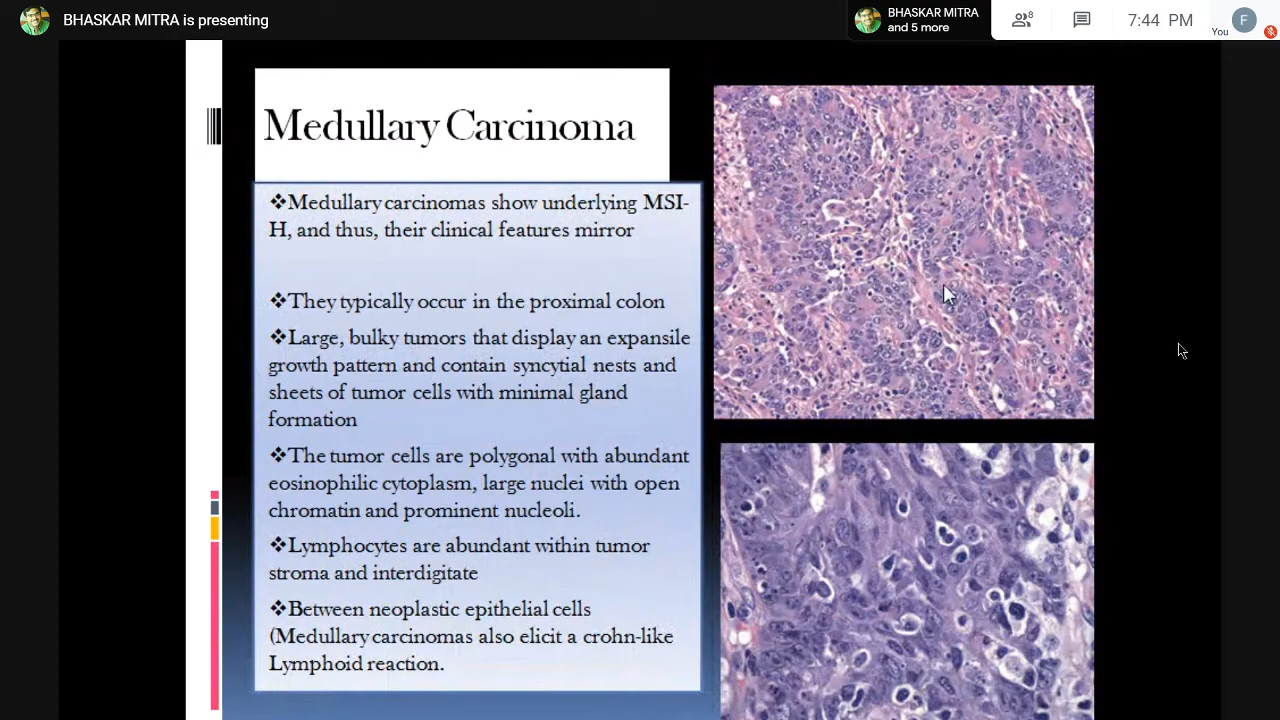 BHASKAR MITRA is presenting
BHASKAR MITRA
and 5 more
8
7:44 PM
You
F
Medullary Carcinoma
❖Medullary carcinomas show underlying MSI-
H, and thus, their clinical features mirror
❖They typically occur in the proximal colon
❖Large, bulky tumors that display an expansile
growth pattern and contain syncytial nests and
sheets of tumor cells with minimal gland
formation
❖The tumor cells are polygonal with abundant
eosinophilic cytoplasm, large nuclei with open
chromatin and prominent nucleoli.
❖Lymphocytes are abundant within tumor
stroma and interdigitate
❖Between neoplastic epithelial cells
(Medullary carcinomas also elicit a crohn-like
Lymphoid reaction.